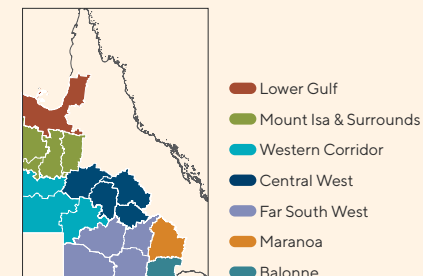 Lower Gulf
Mount Isa & Surrounds
Western Corridor
Central West
Far South West
Maranoa
Balonne